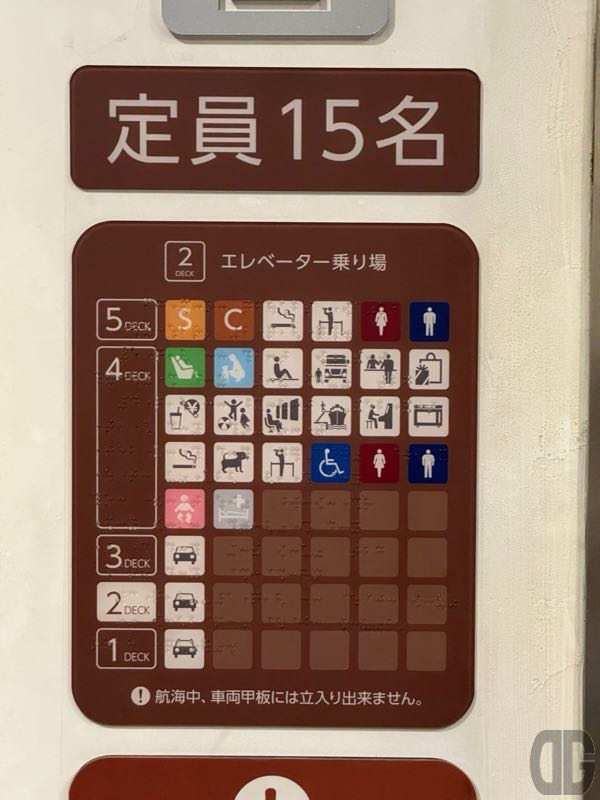 定員15名
2 DECK エレベーター乗り場
5 DECK S C
4 DECK
3 DECK
2 DECK
1 DECK
! 航海中、車両甲板には立入り出来ません。
DG